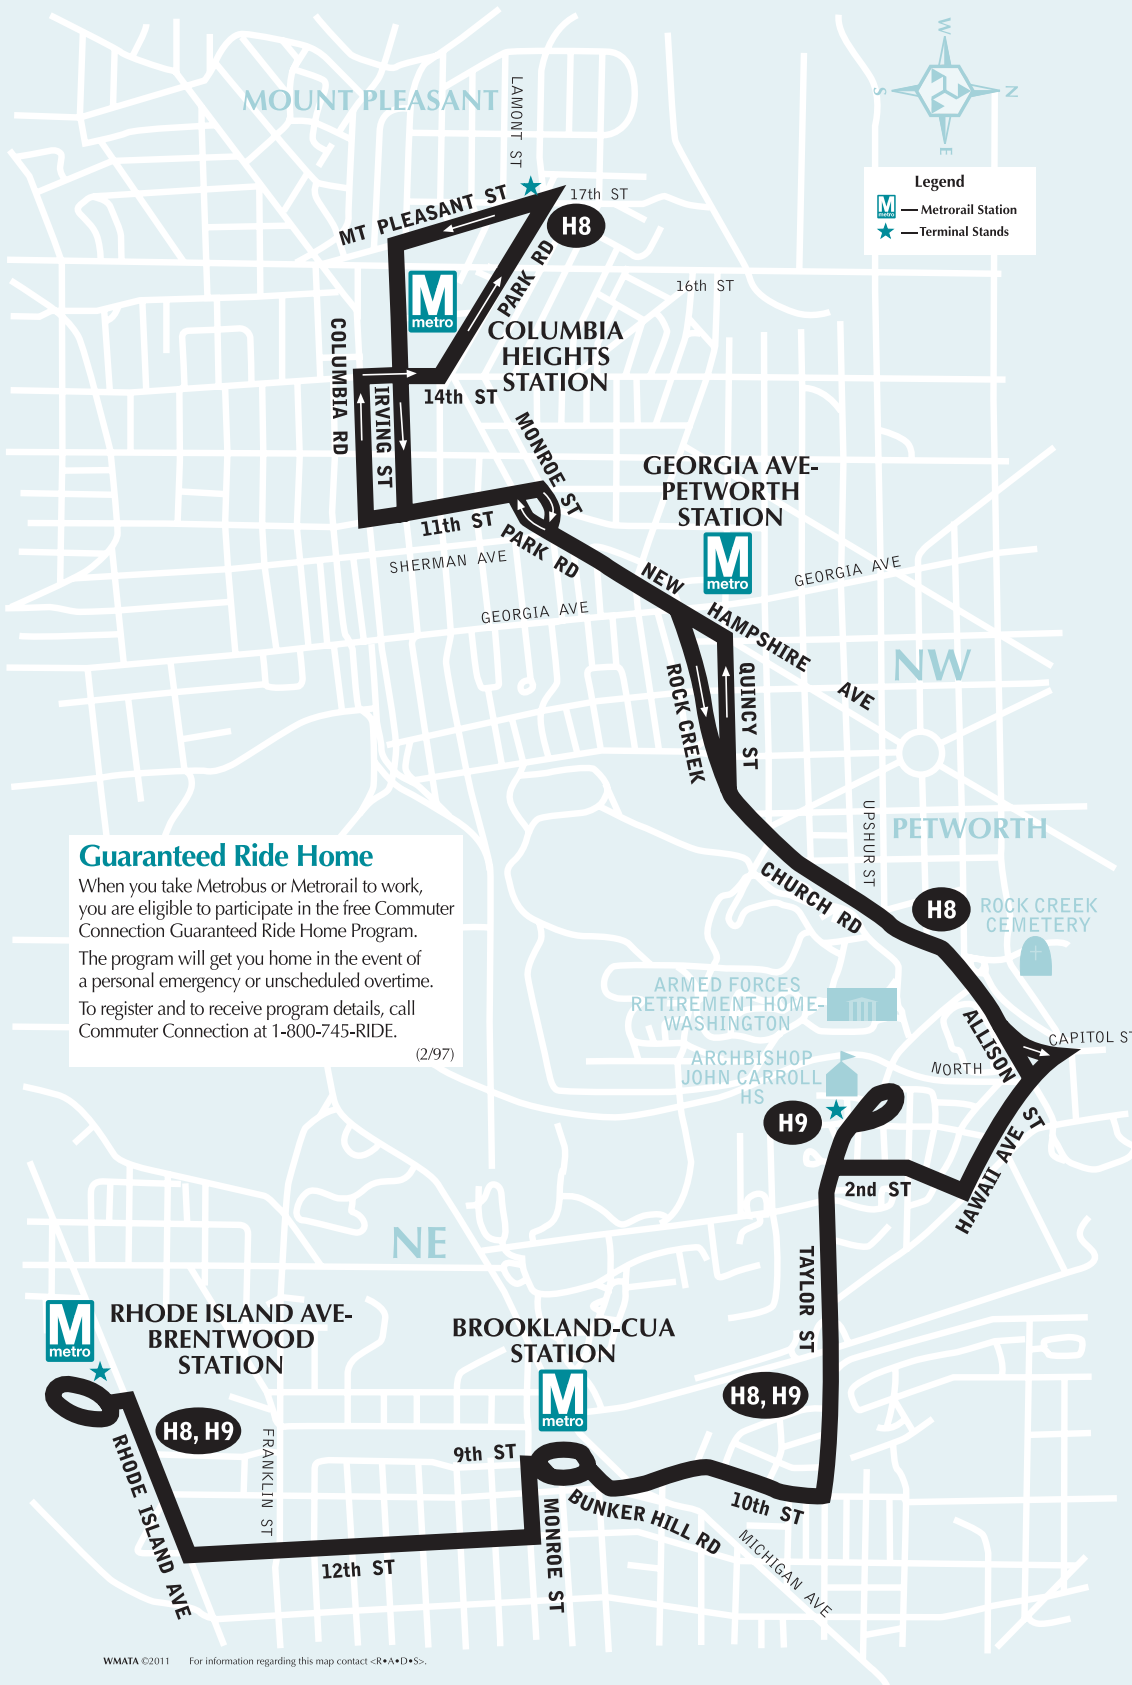 MOUNT PLEASANT
LAMONT ST
W
S
N
E
Legend
M metro
Metrorail Station
Terminal Stands
17th ST
MT PLEASANT ST
H8
PARK RD
16th ST
M metro
COLUMBIA
HEIGHTS
STATION
COLUMBIA RD
IRVING ST
14th ST
MONROE ST
GEORGIA AVE-
PETWORTH
STATION
M metro
11th ST
PARK RD
SHERMAN AVE
GEORGIA AVE
GEORGIA AVE
NEW HAMPSHIRE AVE
NW
ROCK CREEK CHURCH RD
QUINCY ST
UPSHUR ST
PETWORTH
Guaranteed Ride Home
When you take Metrobus or Metrorail to work,
you are eligible to participate in the free Commuter
Connection Guaranteed Ride Home Program.
The program will get you home in the event of
a personal emergency or unscheduled overtime.
To register and to receive program details, call
Commuter Connection at 1-800-745-RIDE.
(2/97)
H8
ROCK CREEK
CEMETERY
ARMED FORCES
RETIREMENT HOME-
WASHINGTON
ARCHBISHOP
JOHN CARROLL
HS
ALLISON ST
NORTH CAPITOL ST
H9
HAWAII AVE
2nd ST
NE
TAYLOR ST
M metro
RHODE ISLAND AVE-
BRENTWOOD
STATION
BROOKLAND-CUA
STATION
M metro
H8, H9
H8, H9
RHODE ISLAND AVE
FRANKLIN ST
9th ST
MONROE ST
BUNKER HILL RD
10th ST
MICHIGAN AVE
12th ST
WMATA ©2011 For information regarding this map contact <R•A•D•S>.